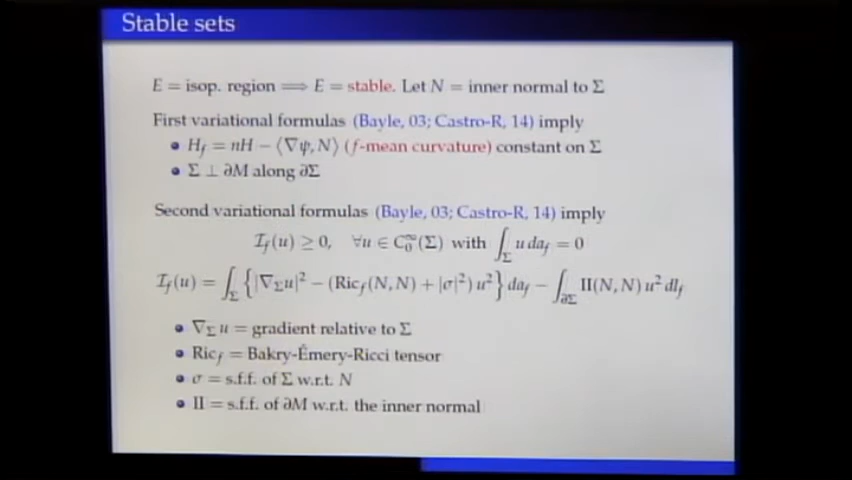 Stable sets
E = isop. region ⟹ E = stable. Let N = inner normal to Σ
First variational formulas (Bayle, 03; Castro-R, 14) imply
• H_f = nH − ⟨∇ψ, N⟩ (f-mean curvature) constant on Σ
• Σ ⊥ ∂M along ∂Σ
Second variational formulas (Bayle, 03; Castro-R, 14) imply
I_f(u) ≥ 0, ∀u ∈ C_0^∞(Σ) with ∫_Σ u da_f = 0
I_f(u) = ∫_Σ {|∇_Σ u|² − (Ric_f(N, N) + |σ|²) u²} da_f − ∫_∂Σ II(N, N) u² dl_f
• ∇_Σ u = gradient relative to Σ
• Ric_f = Bakry-Émery-Ricci tensor
• σ = s.f.f. of Σ w.r.t. N
• II = s.f.f. of ∂M w.r.t. the inner normal